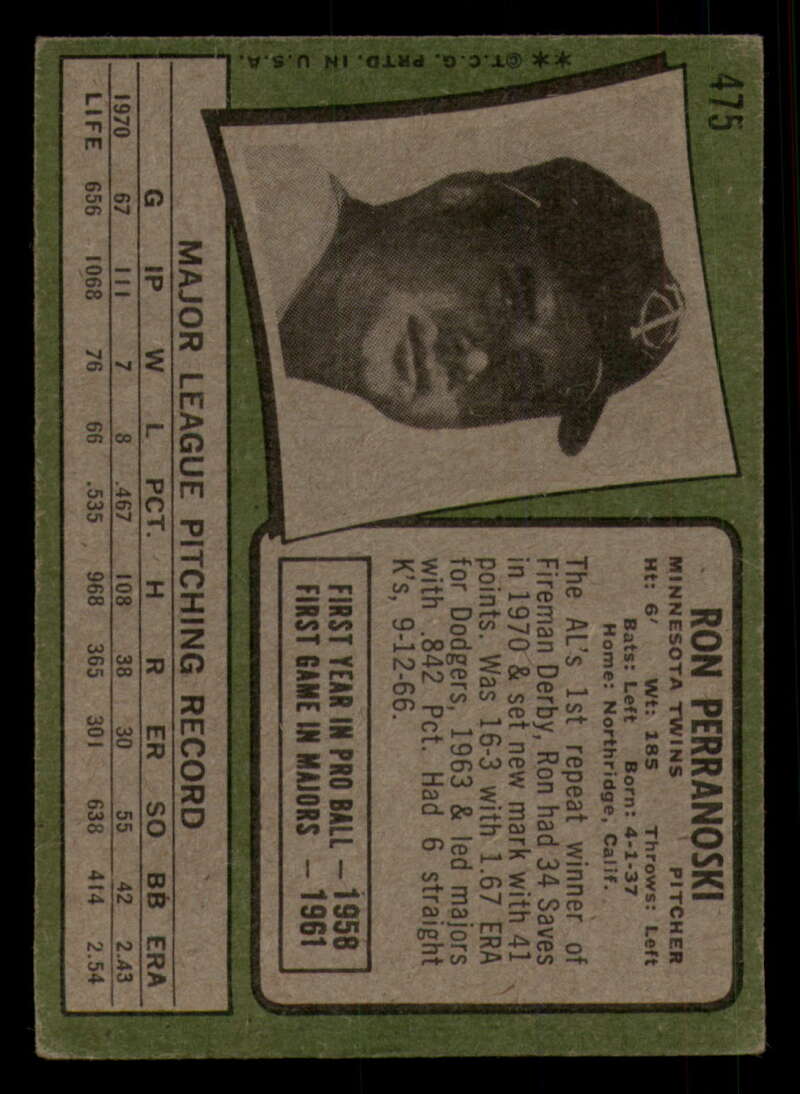 475
** ©T.C.G. PRTD. IN U.S.A.
RON PERRANOSKI
MINNESOTA TWINS PITCHER
Ht: 6' Wt: 185 Throws: Left
Bats: Left Born: 4-1-37
Home: Northridge, Calif.
The AL's 1st repeat winner of
Fireman Derby, Ron had 34 Saves
in 1970 & set new mark with 41
points. Was 16-3 with 1.67 ERA
for Dodgers, 1963 & led majors
with .842 Pct. Had 6 straight
K's, 9-12-66.
FIRST YEAR IN PRO BALL — 1958
FIRST GAME IN MAJORS — 1961
MAJOR LEAGUE PITCHING RECORD
G IP W L PCT. H R ER SO BB ERA
1970 67 111 7 8 .467 108 38 30 55 42 2.43
LIFE 656 1068 76 66 .535 968 365 301 638 414 2.54